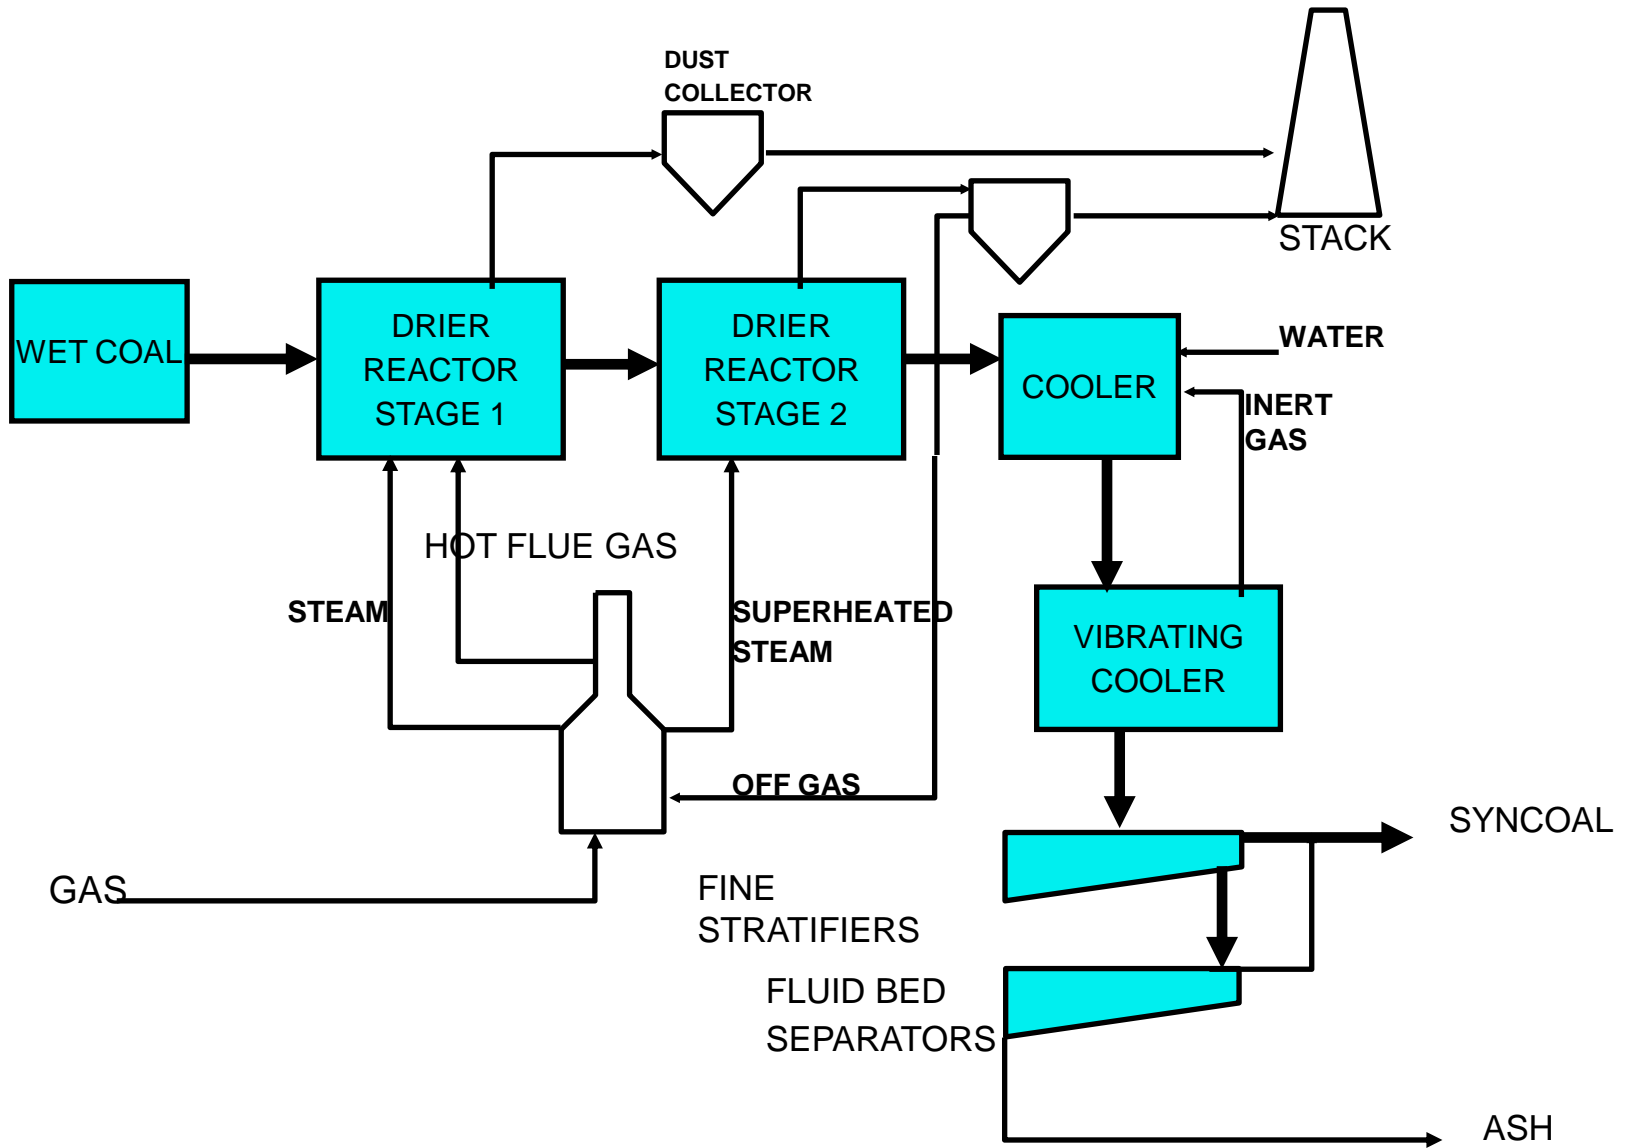 DUST
COLLECTOR
STACK
WET COAL
DRIER
REACTOR
STAGE 1
DRIER
REACTOR
STAGE 2
COOLER
WATER
INERT
GAS
HOT FLUE GAS
STEAM
SUPERHEATED
STEAM
VIBRATING
COOLER
OFF GAS
SYNCOAL
GAS
FINE
STRATIFIERS
FLUID BED
SEPARATORS
ASH